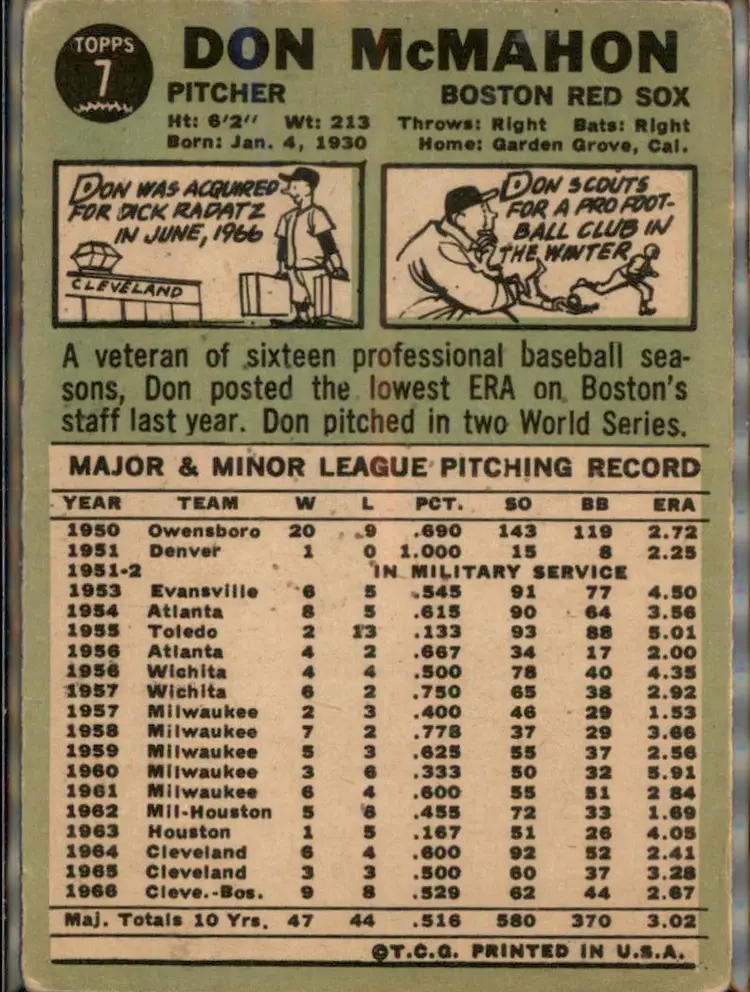 TOPPS
7
DON McMAHON
PITCHER BOSTON RED SOX
Ht: 6'2" Wt: 213 Throws: Right Bats: Right
Born: Jan. 4, 1930 Home: Garden Grove, Cal.
DON WAS ACQUIRED
FOR DICK RADATZ
IN JUNE, 1966
CLEVELAND
DON SCOUTS
FOR A PRO FOOT-
BALL CLUB IN
THE WINTER
A veteran of sixteen professional baseball sea-
sons, Don posted the lowest ERA on Boston's
staff last year. Don pitched in two World Series.
MAJOR & MINOR LEAGUE PITCHING RECORD
YEAR TEAM W L PCT. SO BB ERA
1950 Owensboro 20 9 .690 143 119 2.72
1951 Denver 1 0 1.000 15 8 2.25
1951-2 IN MILITARY SERVICE
1953 Evansville 6 5 .545 91 77 4.50
1954 Atlanta 8 5 .615 90 64 3.56
1955 Toledo 2 13 .133 93 88 5.01
1956 Atlanta 4 2 .667 34 17 2.00
1956 Wichita 4 4 .500 78 40 4.35
1957 Wichita 6 2 .750 65 38 2.92
1957 Milwaukee 2 3 .400 46 29 1.53
1958 Milwaukee 7 2 .778 37 29 3.66
1959 Milwaukee 5 3 .625 55 37 2.56
1960 Milwaukee 3 6 .333 50 32 5.91
1961 Milwaukee 6 4 .600 55 51 2 84
1962 Mil-Houston 5 6 .455 72 33 1.69
1963 Houston 1 5 .167 51 26 4.05
1964 Cleveland 6 4 .600 92 52 2.41
1965 Cleveland 3 3 .500 60 37 3.28
1966 Cleve.-Bos. 9 8 .529 62 44 2.67
Maj. Totals 10 Yrs. 47 44 .516 580 370 3.02
©T.C.G. PRINTED IN U.S.A.